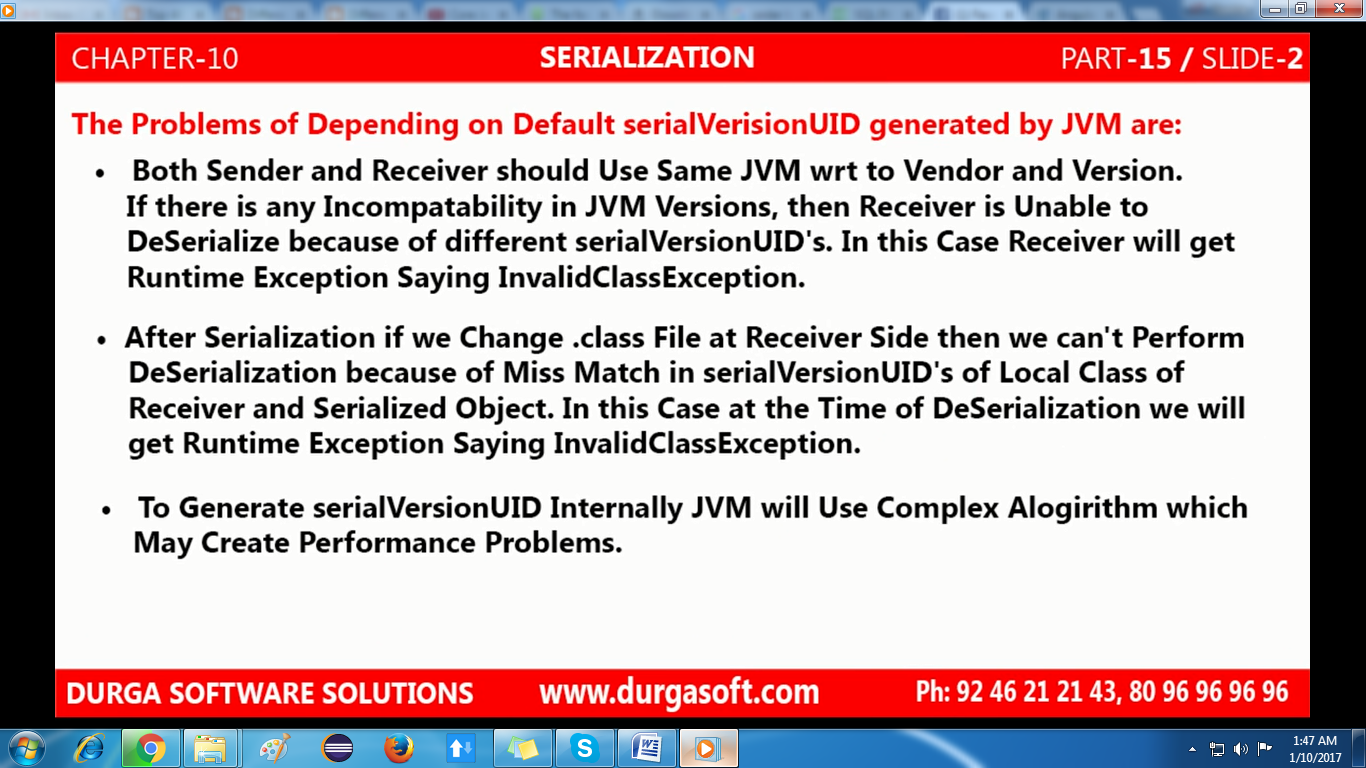 CHAPTER-10
SERIALIZATION
PART-15 / SLIDE-2
The Problems of Depending on Default serialVerisionUID generated by JVM are:
• Both Sender and Receiver should Use Same JVM wrt to Vendor and Version.
If there is any Incompatability in JVM Versions, then Receiver is Unable to
DeSerialize because of different serialVersionUID's. In this Case Receiver will get
Runtime Exception Saying InvalidClassException.
• After Serialization if we Change .class File at Receiver Side then we can't Perform
DeSerialization because of Miss Match in serialVersionUID's of Local Class of
Receiver and Serialized Object. In this Case at the Time of DeSerialization we will
get Runtime Exception Saying InvalidClassException.
• To Generate serialVersionUID Internally JVM will Use Complex Alogirithm which
May Create Performance Problems.
DURGA SOFTWARE SOLUTIONS
www.durgasoft.com
Ph: 92 46 21 21 43, 80 96 96 96 96
1:47 AM
1/10/2017